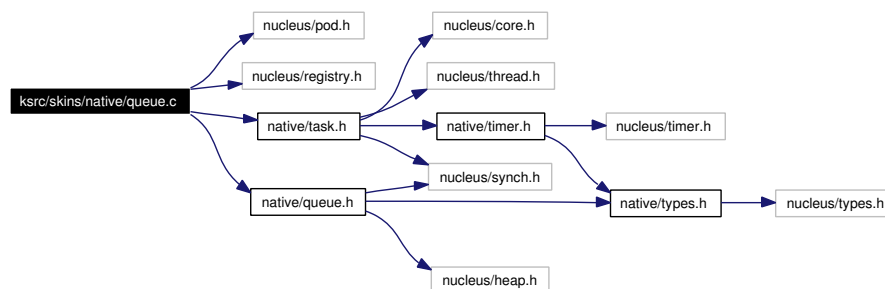 nucleus/pod.h
nucleus/core.h
nucleus/registry.h
nucleus/thread.h
ksrc/skins/native/queue.c
native/task.h
native/timer.h
nucleus/timer.h
nucleus/synch.h
native/queue.h
native/types.h
nucleus/types.h
nucleus/heap.h